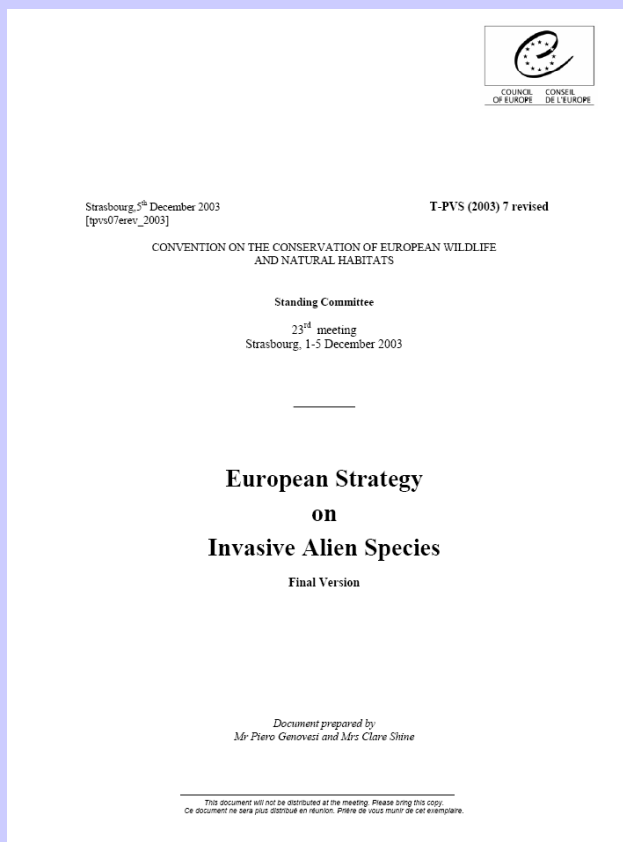 COUNCIL CONSEIL
OF EUROPE DE L'EUROPE
Strasbourg,5th December 2003 T-PVS (2003) 7 revised
[tpvs07erev_2003]
CONVENTION ON THE CONSERVATION OF EUROPEAN WILDLIFE
AND NATURAL HABITATS
Standing Committee
23rd meeting
Strasbourg, 1-5 December 2003
European Strategy
on
Invasive Alien Species
Final Version
Document prepared by
Mr Piero Genovesi and Mrs Clare Shine
This document will not be distributed at the meeting. Please bring this copy.
Ce document ne sera plus distribué en réunion. Prière de vous munir de cet exemplaire.